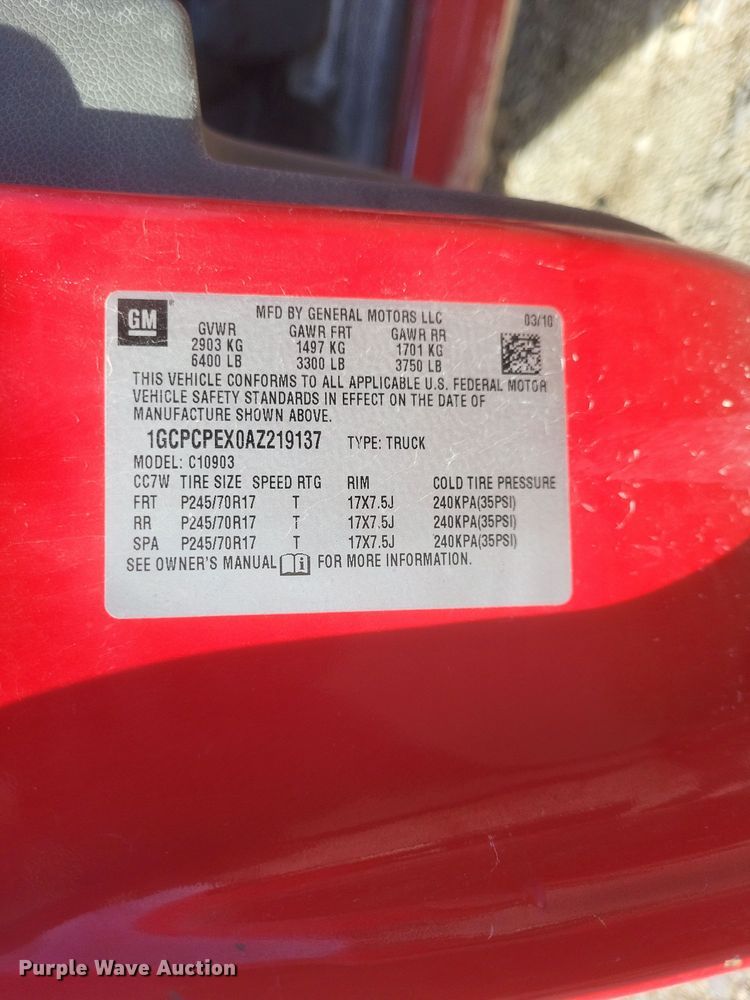 GM
MFD BY GENERAL MOTORS LLC 03/10
GVWR GAWR FRT GAWR RR
2903 KG 1497 KG 1701 KG
6400 LB 3300 LB 3750 LB
THIS VEHICLE CONFORMS TO ALL APPLICABLE U.S. FEDERAL MOTOR
VEHICLE SAFETY STANDARDS IN EFFECT ON THE DATE OF
MANUFACTURE SHOWN ABOVE.
1GCPCPEX0AZ219137 TYPE: TRUCK
MODEL: C10903
CC7W TIRE SIZE SPEED RTG RIM COLD TIRE PRESSURE
FRT P245/70R17 T 17X7.5J 240KPA(35PSI)
RR P245/70R17 T 17X7.5J 240KPA(35PSI)
SPA P245/70R17 T 17X7.5J 240KPA(35PSI)
SEE OWNER'S MANUAL i FOR MORE INFORMATION.
Purple Wave Auction